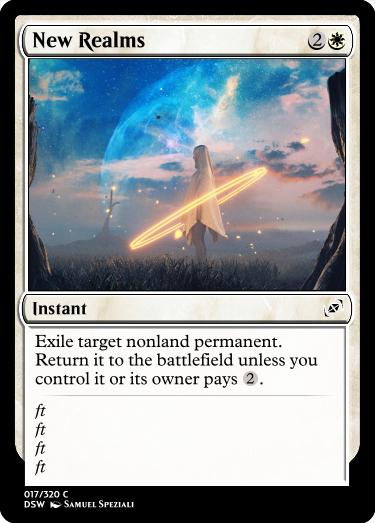 New Realms 2
Instant
Exile target nonland permanent.
Return it to the battlefield unless you
control it or its owner pays 2.
ft
ft
ft
ft
017/320 C
DSW Samuel Speziali